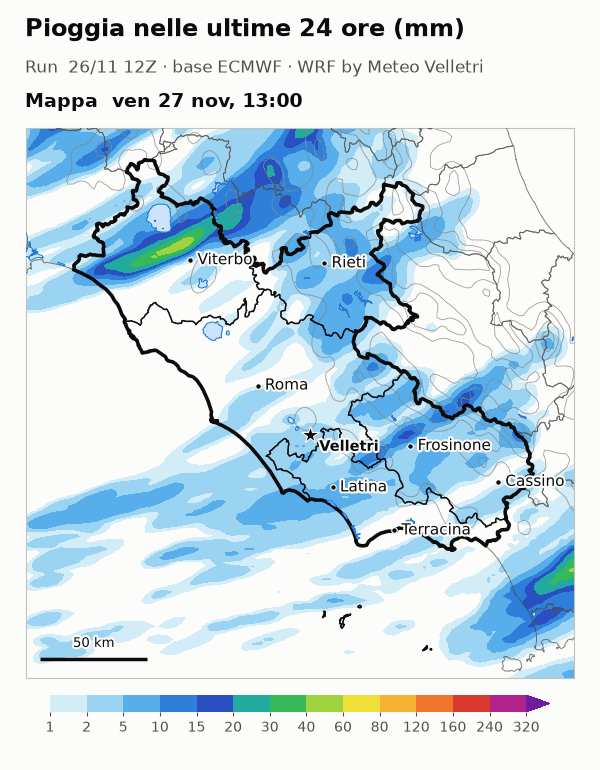 Pioggia nelle ultime 24 ore (mm)
Run 26/11 12Z · base ECMWF · WRF by Meteo Velletri
Mappa ven 27 nov, 13:00
Viterbo
Rieti
Roma
Velletri
Frosinone
Cassino
Latina
Terracina
50 km
1 2 5 10 15 20 30 40 60 80 120 160 240 320